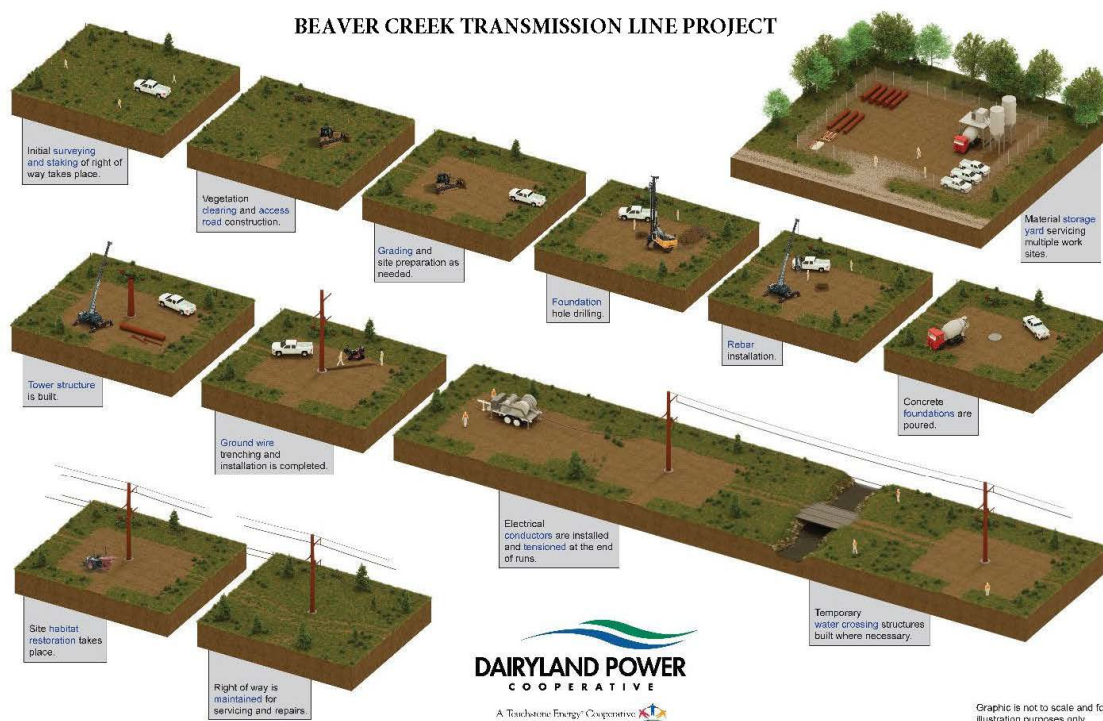 BEAVER CREEK TRANSMISSION LINE PROJECT
Initial surveying
and staking of right of
way takes place.
Vegetation
clearing and access
road construction.
Grading and
site preparation as
needed.
Foundation
hole drilling.
Rebar
installation.
Material storage
yard servicing
multiple work
sites.
Concrete
foundations are
poured.
Tower structure
is built.
Ground wire
trenching and
installation is completed.
Electrical
conductors are installed
and tensioned at the end
of runs.
Temporary
water crossing structures
built where necessary.
Site habitat
restoration takes
place.
Right of way is
maintained for
servicing and repairs.
DAIRYLAND POWER
COOPERATIVE
A Touchstone Energy® Cooperative
Graphic is not to scale and fo
illustration purposes only